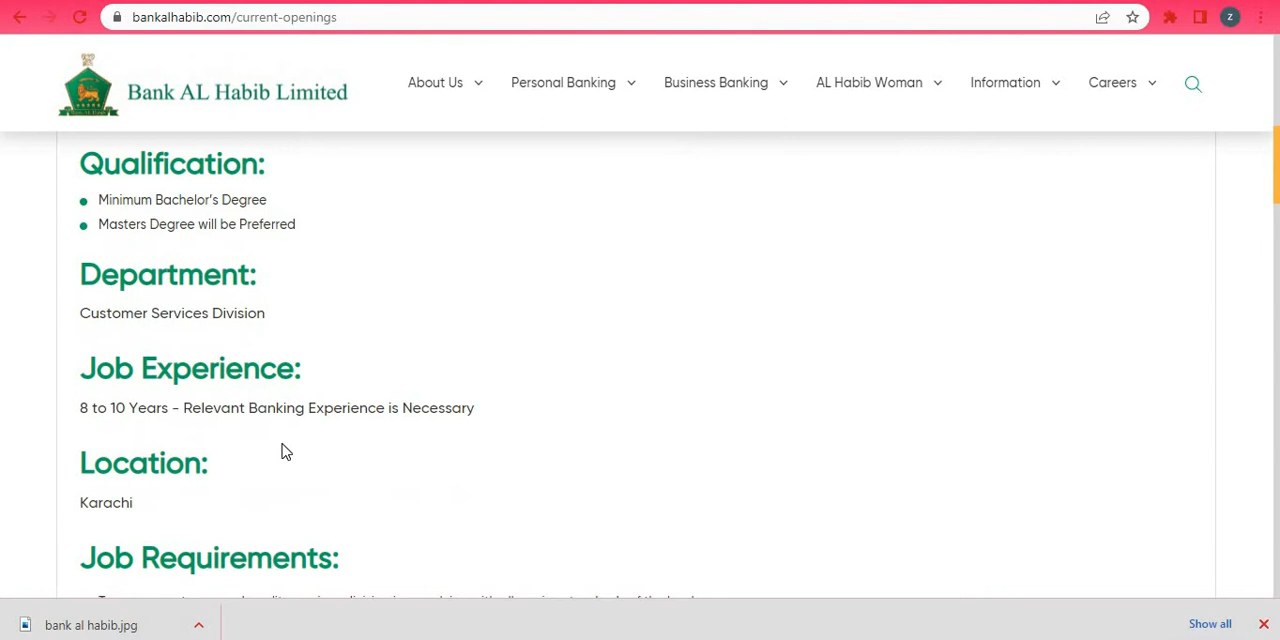 bankalhabib.com/current-openings
Z
Bank AL Habib Limited
About Us
Personal Banking
Business Banking
AL Habib Woman
Information
Careers
Qualification:
Minimum Bachelor's Degree
Masters Degree will be Preferred
Department:
Customer Services Division
Job Experience:
8 to 10 Years - Relevant Banking Experience is Necessary
Location:
Karachi
Job Requirements:
bank al habib.jpg
Show all